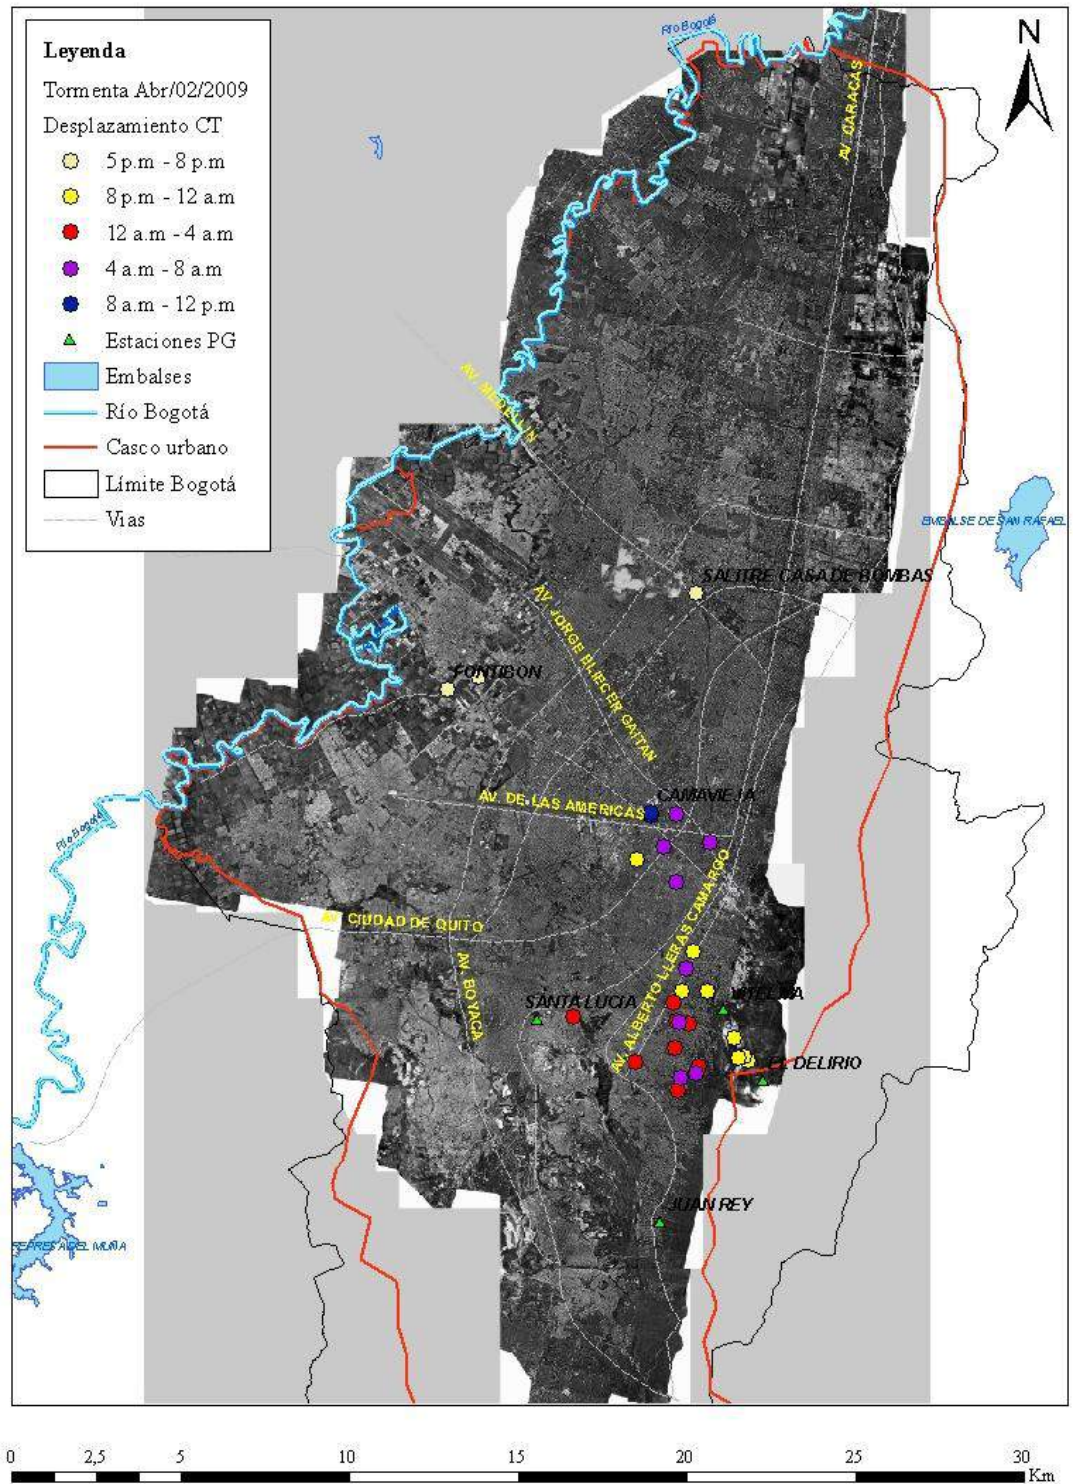 Leyenda
Tormenta Abr/02/2009
Desplazamiento CT
5 p.m - 8 p.m
8 p.m - 12 a.m
12 a.m - 4 a.m
4 a.m - 8 a.m
8 a.m - 12 p.m
Estaciones PG
Embalses
Río Bogotá
Casco urbano
Límite Bogotá
Vias
Río Bogotá
N
AV. CARACAS
AV. MEDELLIN
EMBALSE DE SAN RAFAEL
SALITRE CASA DE BOMBAS
AV. JORGE ELIECER GAITAN
FONTIBON
CAMAVIEJA
AV. DE LAS AMERICAS
Río Bogotá
AV. ALBERTO LLERAS CAMARGO
AV. CIUDAD DE QUITO
AV. BOYACA
SANTA LUCIA
EL DELIRIO
JUAN REY
DEL MUÑA
0 2,5 5 10 15 20 25 30
Km